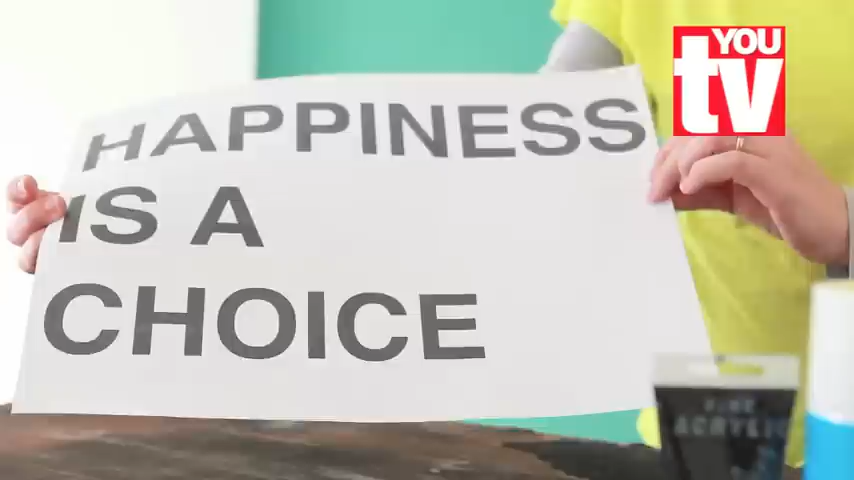 YOU
tv
HAPPINESS
IS A
CHOICE
ACRYLIC